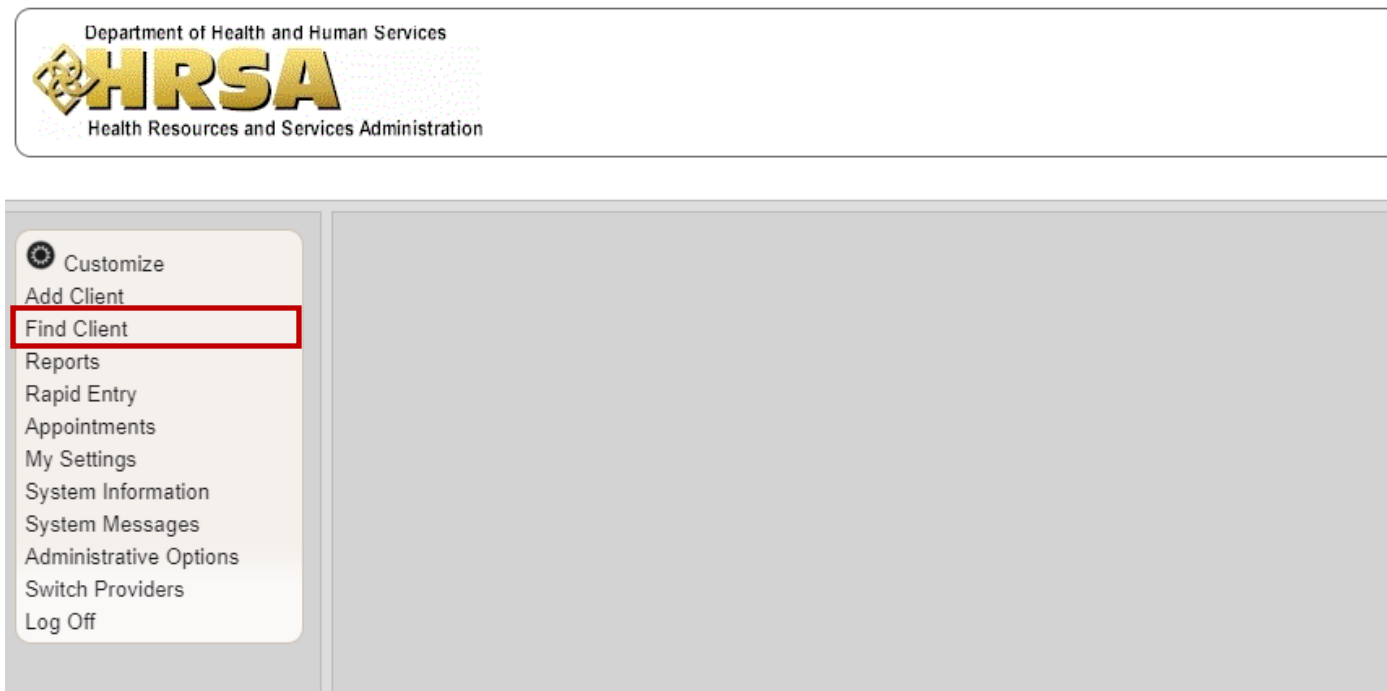 Department of Health and Human Services
HRSA
Health Resources and Services Administration
Customize
Add Client
Find Client
Reports
Rapid Entry
Appointments
My Settings
System Information
System Messages
Administrative Options
Switch Providers
Log Off